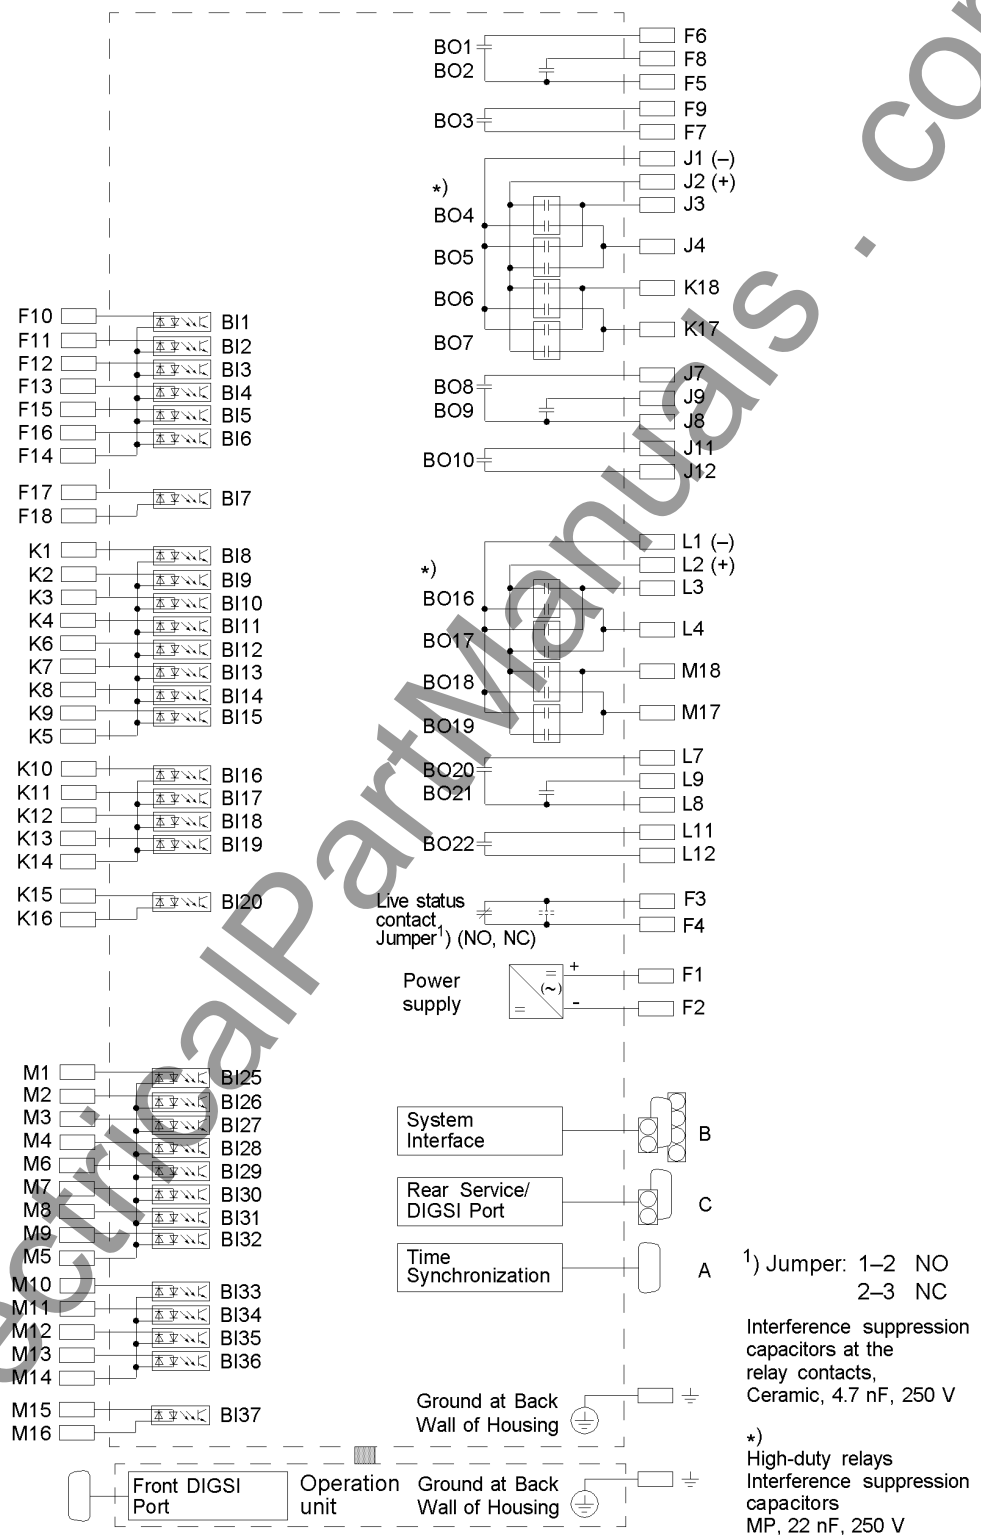 BO1
BO2
F6
F8
F5
BO3
F9
F7
J1 (–)
J2 (+)
*)
J3
BO4
BO5
J4
BO6
K18
BO7
K17
BO8
BO9
J7
J9
J8
BO10
J11
J12
F10
F11
F12
F13
F15
F16
F14
BI1
BI2
BI3
BI4
BI5
BI6
F17
F18
BI7
K1
K2
K3
K4
K6
K7
K8
K9
K5
BI8
BI9
BI10
BI11
BI12
BI13
BI14
BI15
L1 (–)
L2 (+)
*)
L3
BO16
BO17
L4
BO18
M18
BO19
M17
BO20
BO21
L7
L9
L8
BO22
L11
L12
K10
K11
K12
K13
K14
BI16
BI17
BI18
BI19
K15
K16
BI20
Live status
contact
Jumper1) (NO, NC)
F3
F4
Power
supply
+
(~)
-
F1
F2
M1
M2
M3
M4
M6
M7
M8
M9
M5
BI25
BI26
BI27
BI28
BI29
BI30
BI31
BI32
System
Interface
B
Rear Service/
DIGSI Port
C
Time
Synchronization
A
M10
M11
M12
M13
M14
BI33
BI34
BI35
BI36
M15
M16
BI37
Ground at Back
Wall of Housing
Front DIGSI
Port
Operation
unit
Ground at Back
Wall of Housing
1) Jumper: 1–2 NO
2–3 NC
Interference suppression
capacitors at the
relay contacts,
Ceramic, 4.7 nF, 250 V
*)
High-duty relays
Interference suppression
capacitors
MP, 22 nF, 250 V
ectricalPartManuals . co